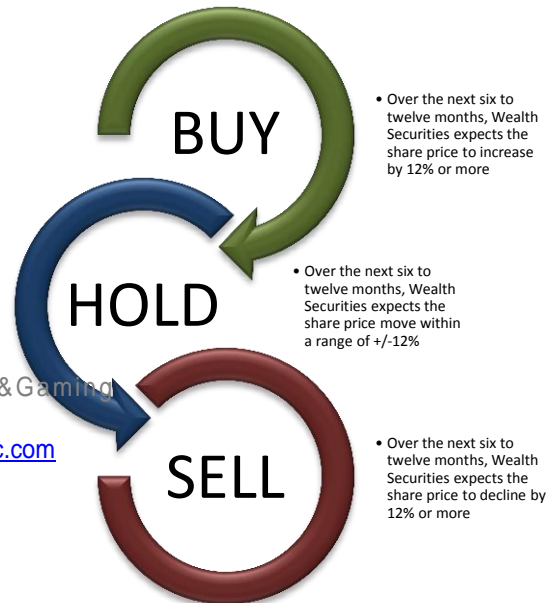 BUY
• Over the next six to
twelve months, Wealth
Securities expects the
share price to increase
by 12% or more
HOLD
• Over the next six to
twelve months, Wealth
Securities expects the
share price move within
a range of +/-12%
&Gaming
c.com
SELL
• Over the next six to
twelve months, Wealth
Securities expects the
share price to decline by
12% or more